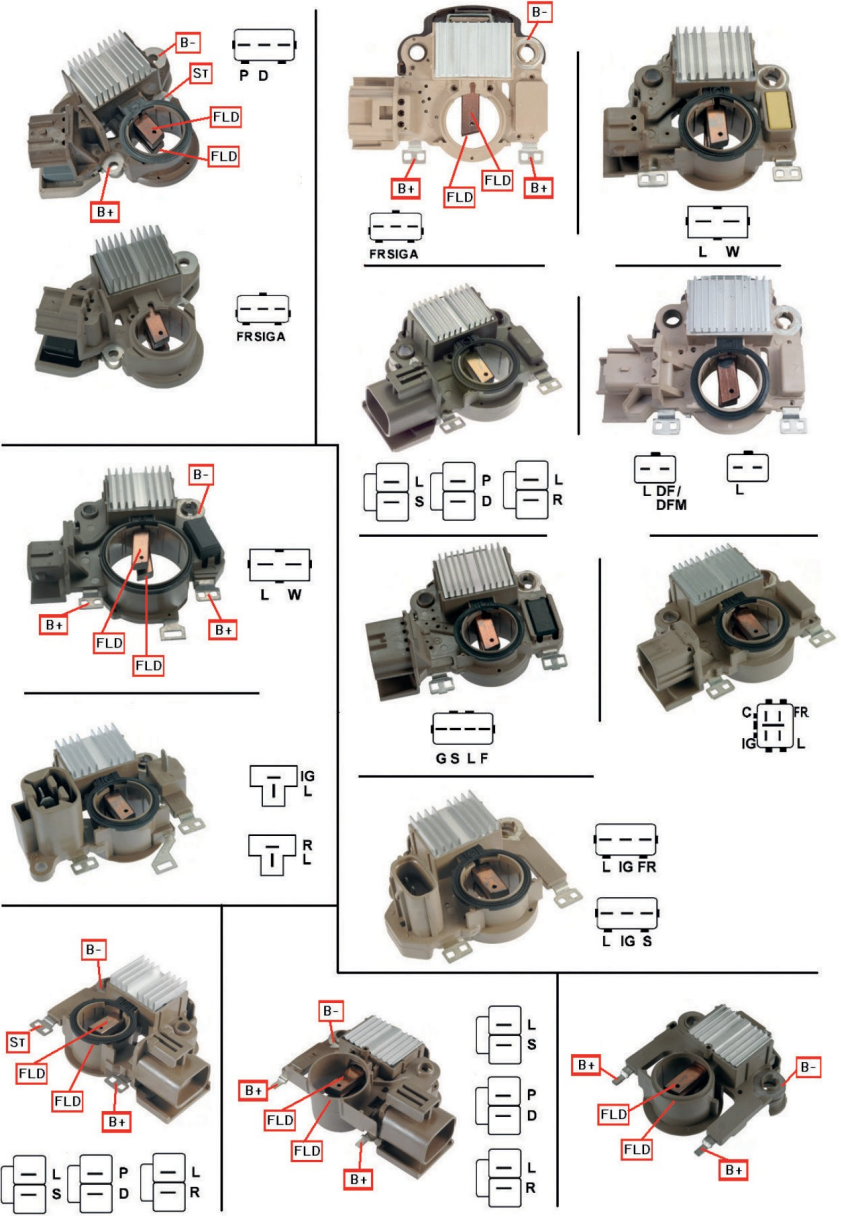 B-
ST
P D
FLD
FLD
B+
FRSIGA
B-
B+
FLD
FLD
B+
FRSIGA
L W
L
S
P
D
L
R
L DF/
DFM
L
B-
L W
B+
FLD
FLD
B+
G S L F
C FR
IG L
IG
L
R
L
L IG FR
L IG S
B-
ST
FLD
FLD
B+
L
S
P
D
L
R
B-
B+
FLD
FLD
B+
L
S
P
D
L
R
B+
B-
FLD
FLD
B+